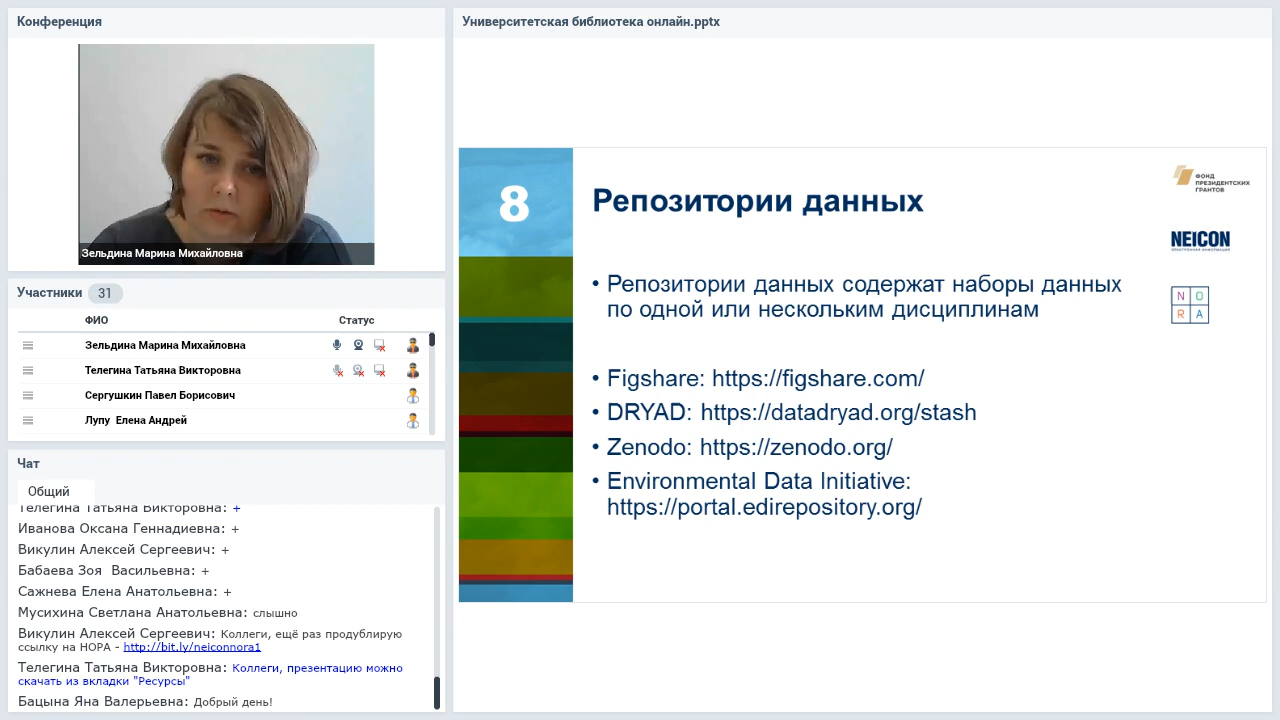 Конференция
Зельдина Марина Михайловна
Участники 31
ФИО Статус
Зельдина Марина Михайловна
Телегина Татьяна Викторовна
Сергушкин Павел Борисович
Лупу Елена Андрей
Чат
Общий
Телегина Татьяна Викторовна: +
Иванова Оксана Геннадиевна: +
Викулин Алексей Сергеевич: +
Бабаева Зоя Васильевна: +
Сажнева Елена Анатольевна: +
Мусихина Светлана Анатольевна: слышно
Викулин Алексей Сергеевич: Коллеги, ещё раз продублирую
ссылку на НОРА - http://bit.ly/neiconnora1
Телегина Татьяна Викторовна: Коллеги, презентацию можно
скачать из вкладки "Ресурсы"
Бацына Яна Валерьевна: Добрый день!
Университетская библиотека онлайн.pptx
8
Репозитории данных
• Репозитории данных содержат наборы данных
по одной или нескольким дисциплинам
• Figshare: https://figshare.com/
• DRYAD: https://datadryad.org/stash
• Zenodo: https://zenodo.org/
• Environmental Data Initiative:
https://portal.edirepository.org/
ФОНД
ПРЕЗИДЕНТСКИХ
ГРАНТОВ
NEICON
ЭЛЕКТРОННАЯ ИНФОРМАЦИЯ
N O
R A